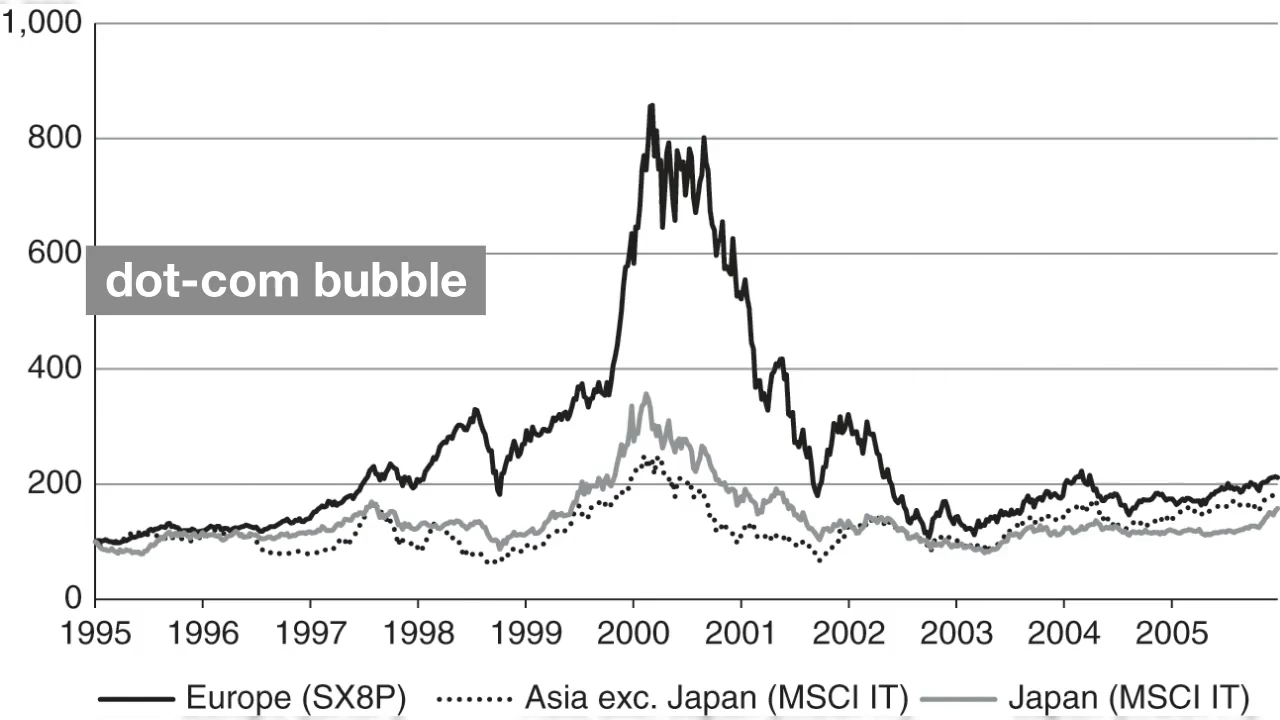 1,000
800
600
dot-com bubble
400
200
0
1995 1996 1997 1998 1999 2000 2001 2002 2003 2004 2005
Europe (SX8P) Asia exc. Japan (MSCI IT) Japan (MSCI IT)